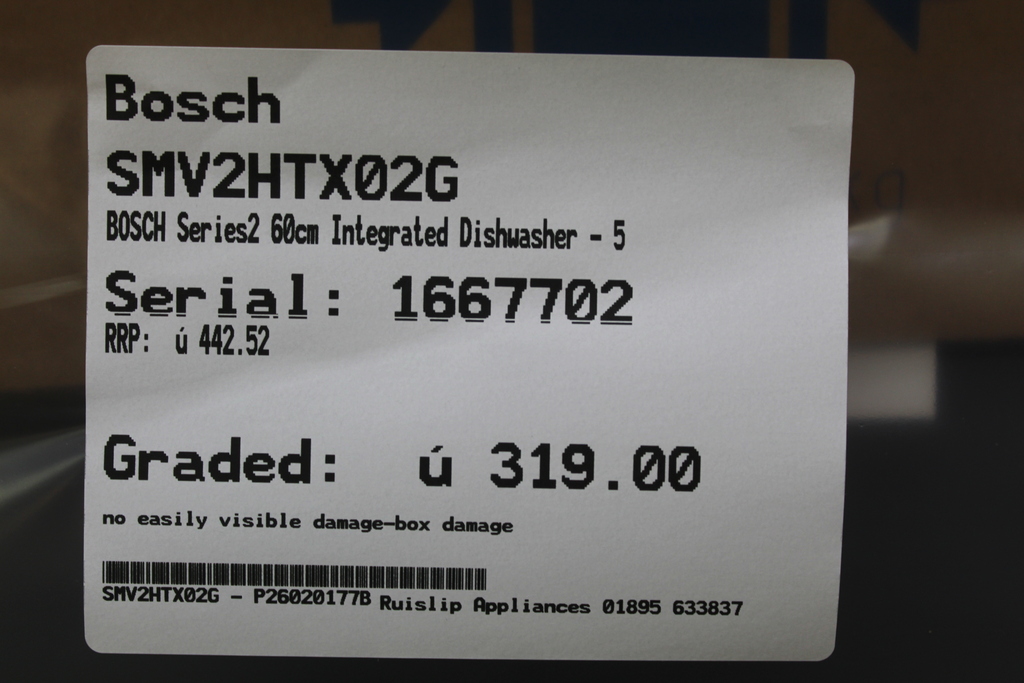 Bosch
SMV2HTX02G
BOSCH Series2 60cm Integrated Dishwasher - 5
Serial: 1667702
RRP: ú 442.52
Graded: ú 319.00
no easily visible damage-box damage
SMV2HTX02G - P26020177B Ruislip Appliances 01895 633837